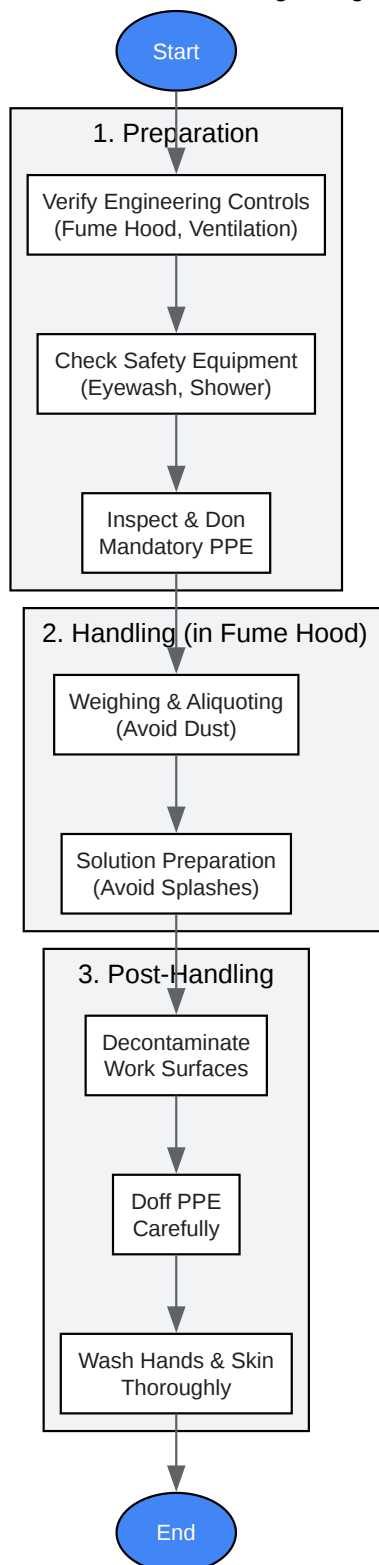 Start
1. Preparation
Verify Engineering Controls
(Fume Hood, Ventilation)
Check Safety Equipment
(Eyewash, Shower)
Inspect & Don
Mandatory PPE
2. Handling (in Fume Hood)
Weighing & Aliquoting
(Avoid Dust)
Solution Preparation
(Avoid Splashes)
3. Post-Handling
Decontaminate
Work Surfaces
Doff PPE
Carefully
Wash Hands & Skin
Thoroughly
End